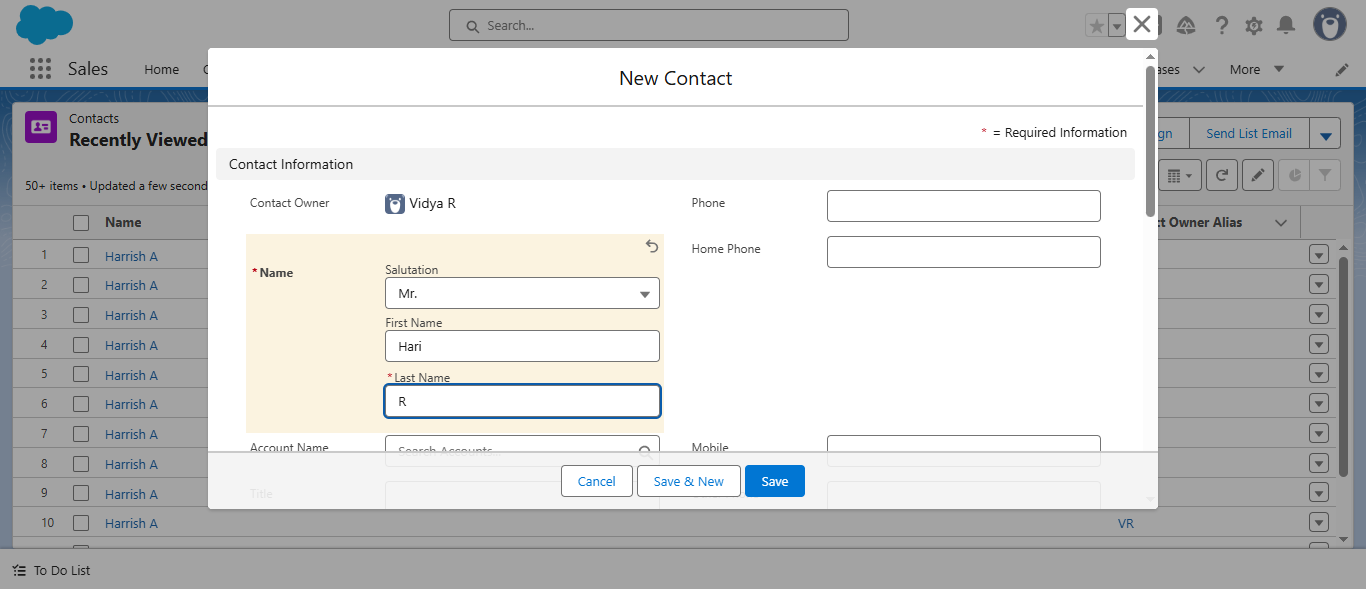 Search...
Sales
Home
ases
More
New Contact
Contacts
Recently Viewed
gn
Send List Email
* = Required Information
Contact Information
50+ items • Updated a few second
Contact Owner
Vidya R
Phone
Name
t Owner Alias
Home Phone
* Name
Salutation
Mr.
First Name
Hari
* Last Name
R
Account Name
Search Accounts...
Mobile
Title
1 Harrish A
2 Harrish A
3 Harrish A
4 Harrish A
5 Harrish A
6 Harrish A
7 Harrish A
8 Harrish A
9 Harrish A
10 Harrish A
VR
Cancel
Save & New
Save
To Do List